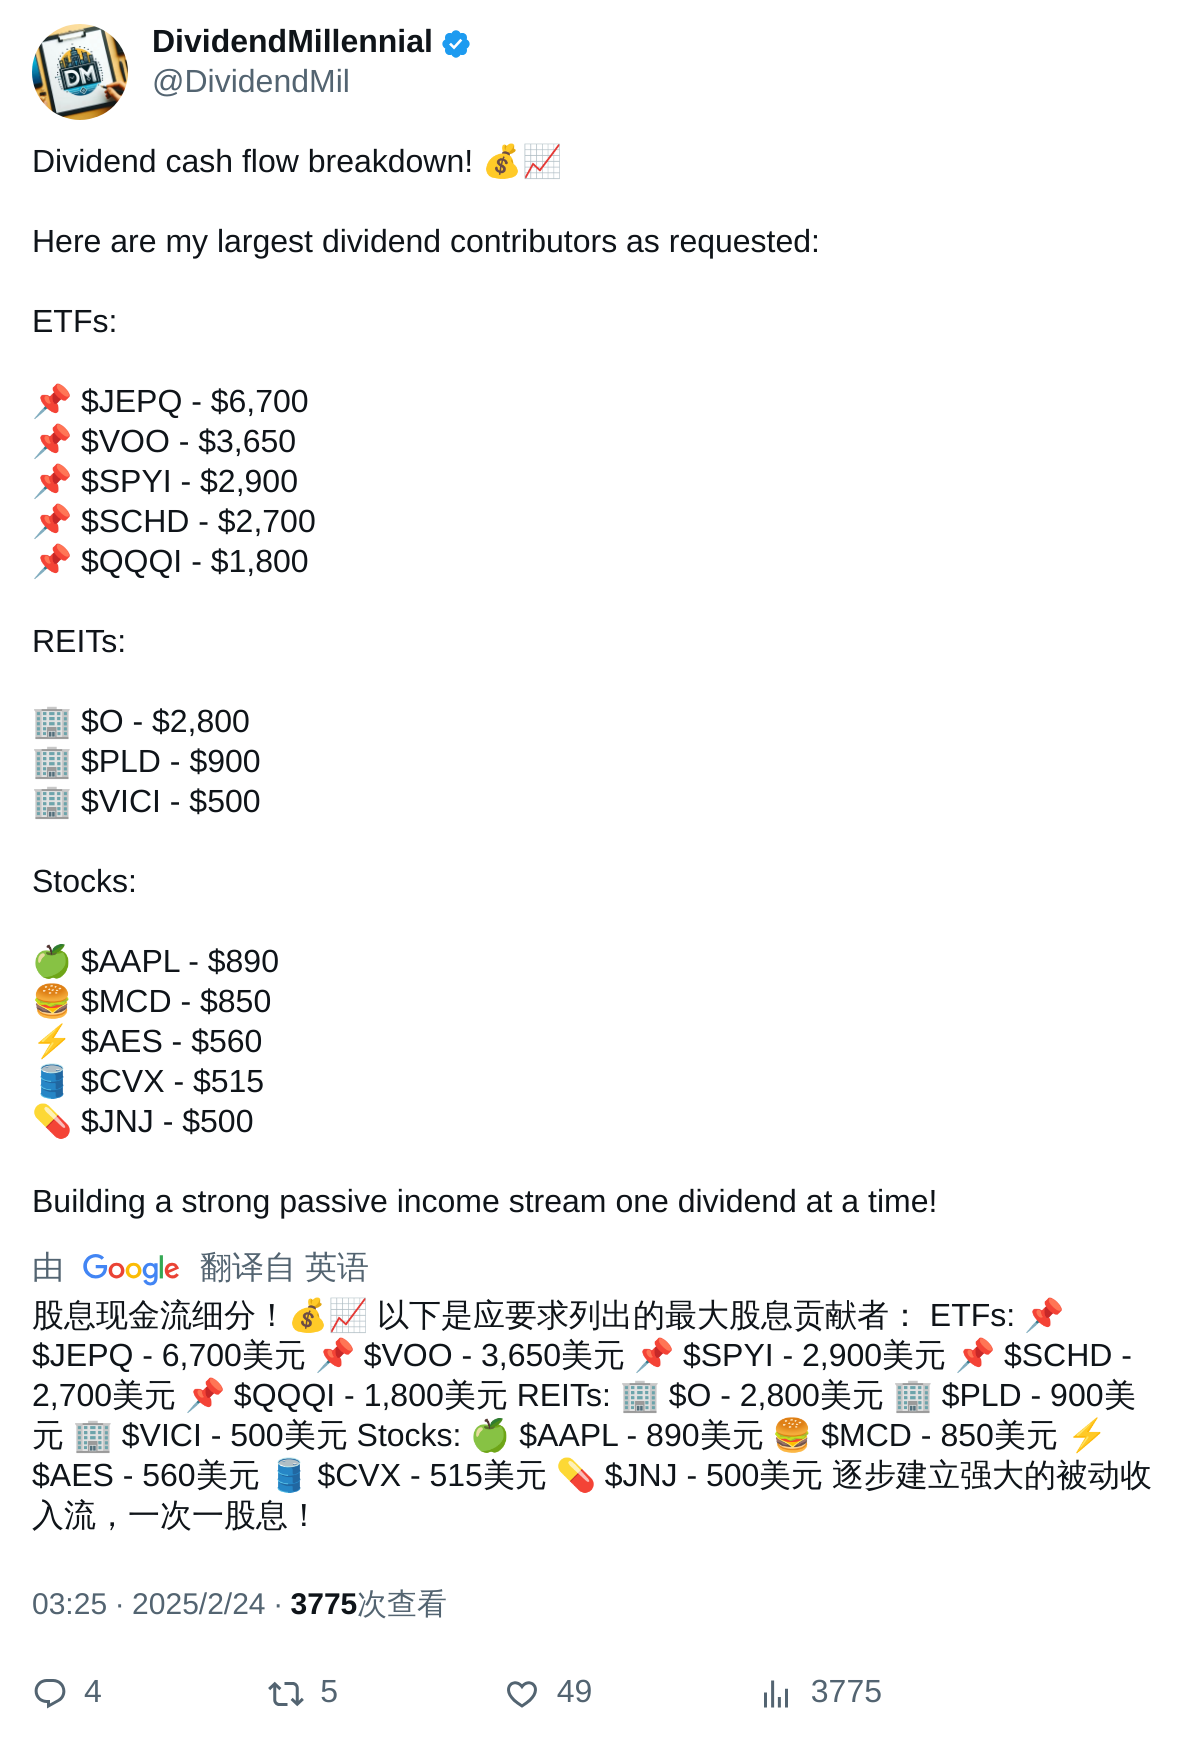 DividendMillennial
@DividendMil
Dividend cash flow breakdown! 💰📈
Here are my largest dividend contributors as requested:
ETFs:
📌 $JEPQ - $6,700
📌 $VOO - $3,650
📌 $SPYI - $2,900
📌 $SCHD - $2,700
📌 $QQQI - $1,800
REITs:
🏢 $O - $2,800
🏢 $PLD - $900
🏢 $VICI - $500
Stocks:
🍏 $AAPL - $890
🍔 $MCD - $850
⚡ $AES - $560
🛢️ $CVX - $515
💊 $JNJ - $500
Building a strong passive income stream one dividend at a time!
由 Google 翻译自 英语
股息现金流细分！💰📈 以下是应要求列出的最大股息贡献者： ETFs: 📌
$JEPQ - 6,700美元 📌 $VOO - 3,650美元 📌 $SPYI - 2,900美元 📌 $SCHD -
2,700美元 📌 $QQQI - 1,800美元 REITs: 🏢 $O - 2,800美元 🏢 $PLD - 900美
元 🏢 $VICI - 500美元 Stocks: 🍏 $AAPL - 890美元 🍔 $MCD - 850美元 ⚡
$AES - 560美元 🛢️ $CVX - 515美元 💊 $JNJ - 500美元 逐步建立强大的被动收
入流，一次一股息！
03:25 · 2025/2/24 · 3775次查看
4 5 49 3775
DM